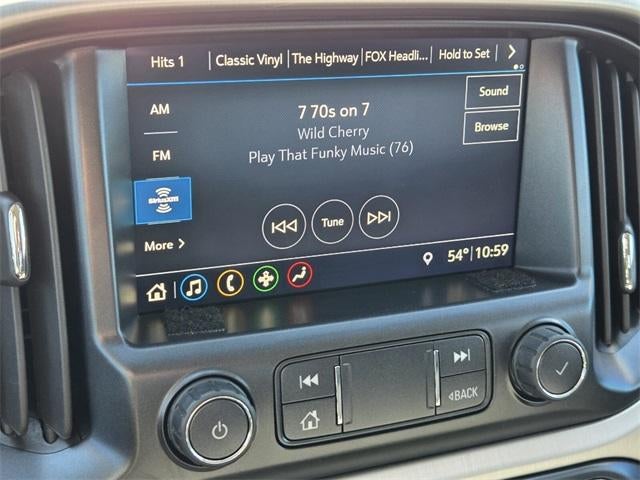 Hits 1 Classic Vinyl The Highway FOX Headli... Hold to Set
AM
7 70s on 7
Sound
Wild Cherry
FM
Play That Funky Music (76)
Browse
SiriusXM
Tune
More
54° 10:59
BACK